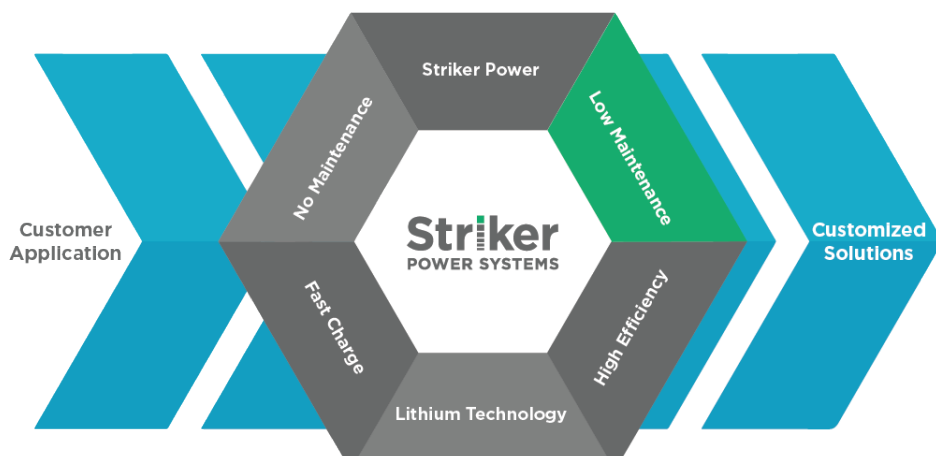 Striker Power
No Maintenance
Low Maintenance
Customer
Application
Striker
POWER SYSTEMS
Customized
Solutions
Fast Charge
High Efficiency
Lithium Technology